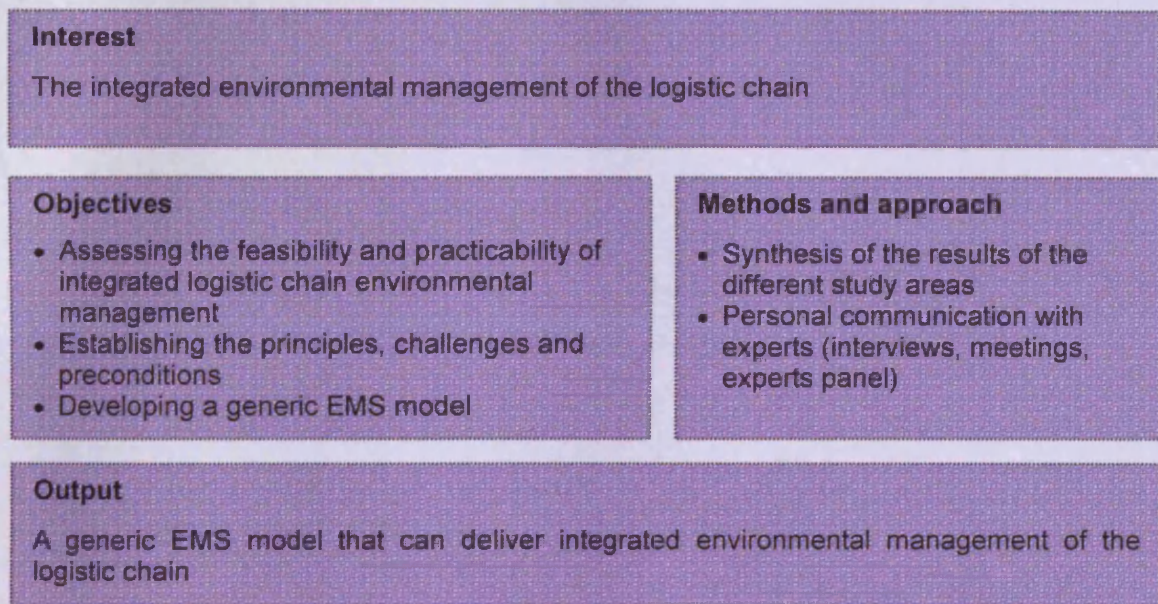 Interest
The integrated environmental management of the logistic chain
Objectives
• Assessing the feasibility and practicability of
integrated logistic chain environmental
management
• Establishing the principles, challenges and
preconditions
• Developing a generic EMS model
Methods and approach
• Synthesis of the results of the
different study areas
• Personal communication with
experts (interviews, meetings,
experts panel)
Output
A generic EMS model that can deliver integrated environmental management of the
logistic chain